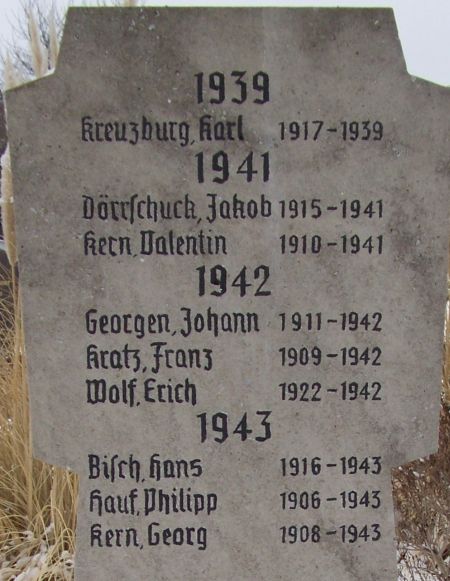 1939
Kreuzburg, Karl 1917-1939
1941
Dörrſchuck, Jakob 1915-1941
Kern, Valentin 1910-1941
1942
Georgen, Johann 1911-1942
Kratz, Franz 1909-1942
Wolf, Erich 1922-1942
1943
Biſch, Hans 1916-1943
Hauf, Philipp 1906-1943
Kern, Georg 1908-1943